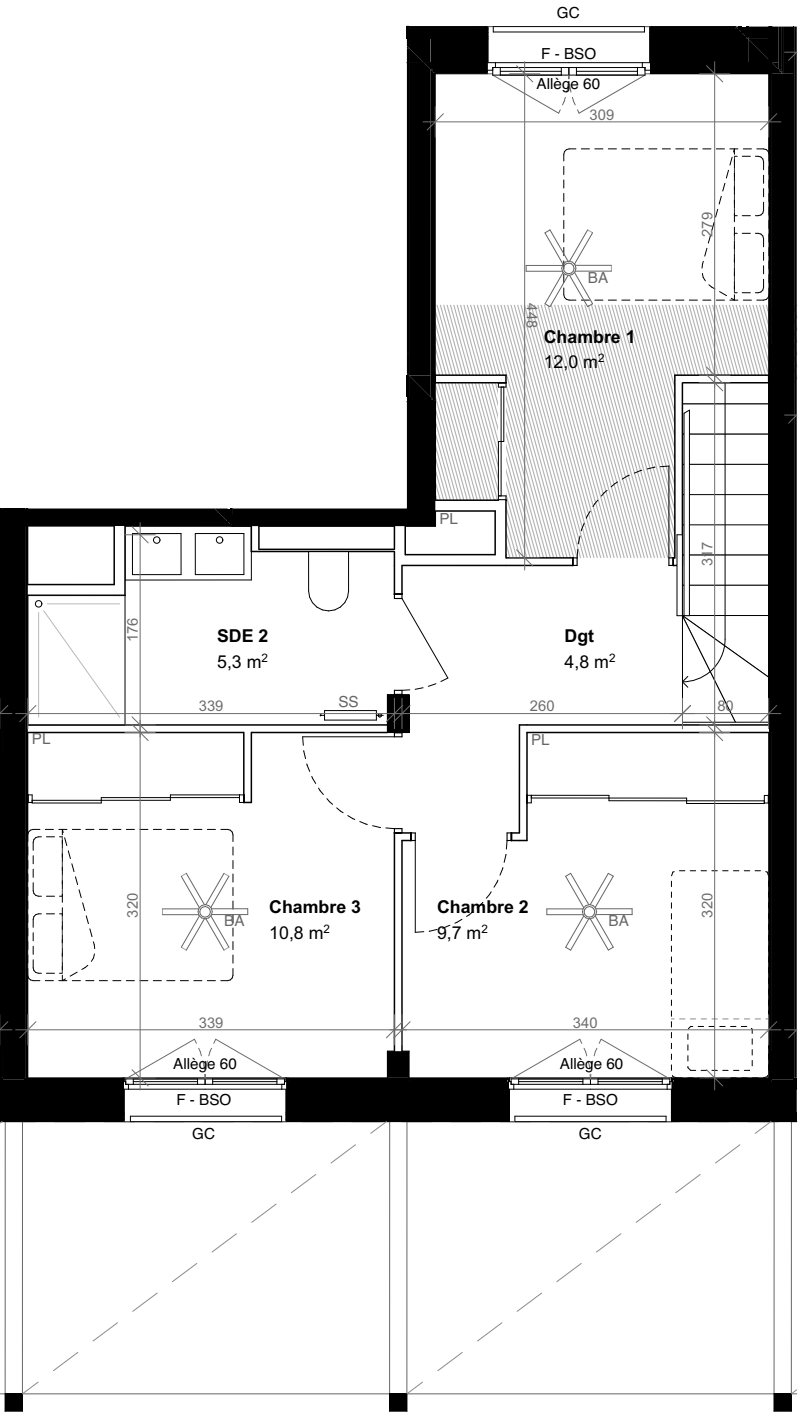 GC
F - BSO
Allège 60
309
279
BA
448
Chambre 1
12,0 m²
PL
317
176
SDE 2
5,3 m²
Dgt
4,8 m²
339
SS
260
80
PL
PL
320
BA
Chambre 3
10,8 m²
Chambre 2
9,7 m²
BA
320
339
340
Allège 60
Allège 60
F - BSO
F - BSO
GC
GC